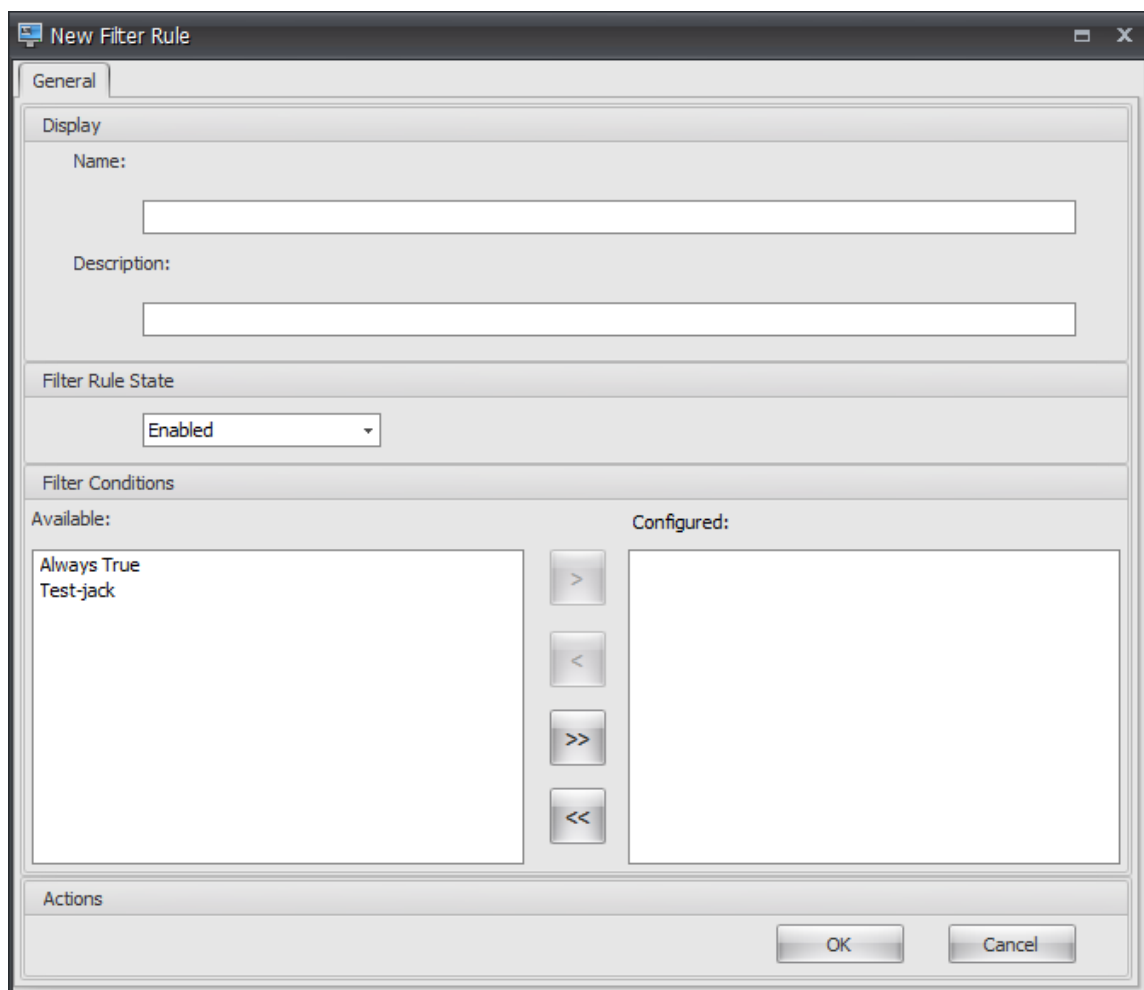 New Filter Rule
General
Display
Name:
Description:
Filter Rule State
Enabled
Filter Conditions
Available:
Configured:
Always True
Test-jack
>
<
>>
<<
Actions
OK
Cancel